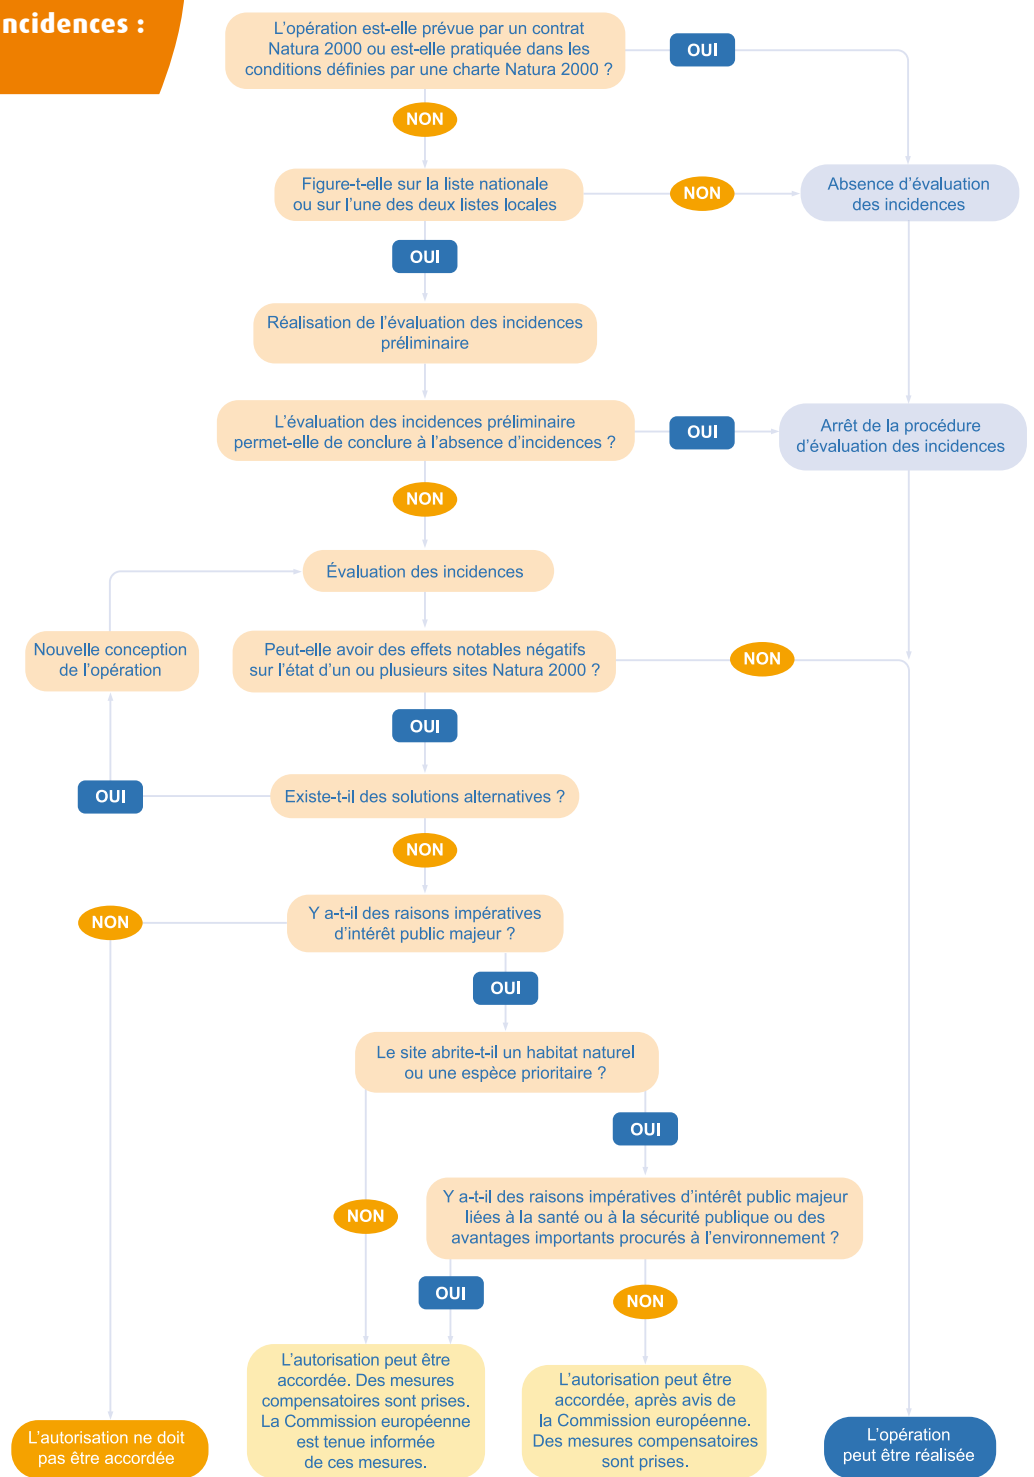 ncidences :
L'opération est-elle prévue par un contrat
Natura 2000 ou est-elle pratiquée dans les
conditions définies par une charte Natura 2000 ?
OUI
NON
Figure-t-elle sur la liste nationale
ou sur l'une des deux listes locales
NON
Absence d'évaluation
des incidences
OUI
Réalisation de l'évaluation des incidences
préliminaire
L'évaluation des incidences préliminaire
permet-elle de conclure à l'absence d'incidences ?
OUI
Arrêt de la procédure
d'évaluation des incidences
NON
Évaluation des incidences
Nouvelle conception
de l'opération
Peut-elle avoir des effets notables négatifs
sur l'état d'un ou plusieurs sites Natura 2000 ?
NON
OUI
OUI
Existe-t-il des solutions alternatives ?
NON
NON
Y a-t-il des raisons impératives
d'intérêt public majeur ?
OUI
Le site abrite-t-il un habitat naturel
ou une espèce prioritaire ?
OUI
NON
Y a-t-il des raisons impératives d'intérêt public majeur
liées à la santé ou à la sécurité publique ou des
avantages importants procurés à l'environnement ?
OUI
NON
L'autorisation ne doit
pas être accordée
L'autorisation peut être
accordée. Des mesures
compensatoires sont prises.
La Commission européenne
est tenue informée
de ces mesures.
L'autorisation peut être
accordée, après avis de
la Commission européenne.
Des mesures compensatoires
sont prises.
L'opération
peut être réalisée